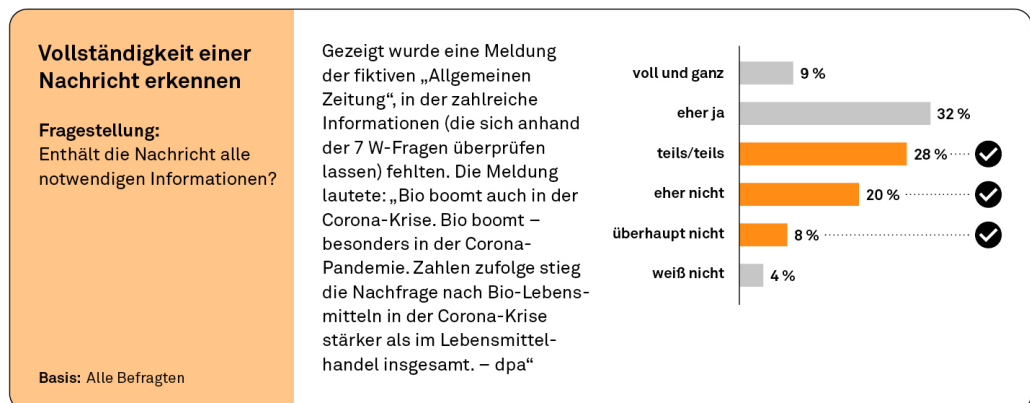 Vollständigkeit einer
Nachricht erkennen
Fragestellung:
Enthält die Nachricht alle
notwendigen Informationen?
Basis: Alle Befragten
Gezeigt wurde eine Meldung
der fiktiven „Allgemeinen
Zeitung“, in der zahlreiche
Informationen (die sich anhand
der 7 W-Fragen überprüfen
lassen) fehlten. Die Meldung
lautete: „Bio boomt auch in der
Corona-Krise. Bio boomt –
besonders in der Corona-
Pandemie. Zahlen zufolge stieg
die Nachfrage nach Bio-Lebens-
mitteln in der Corona-Krise
stärker als im Lebensmittel-
handel insgesamt. – dpa“
voll und ganz 9 %
eher ja 32 %
teils/teils 28 %
eher nicht 20 %
überhaupt nicht 8 %
weiß nicht 4 %